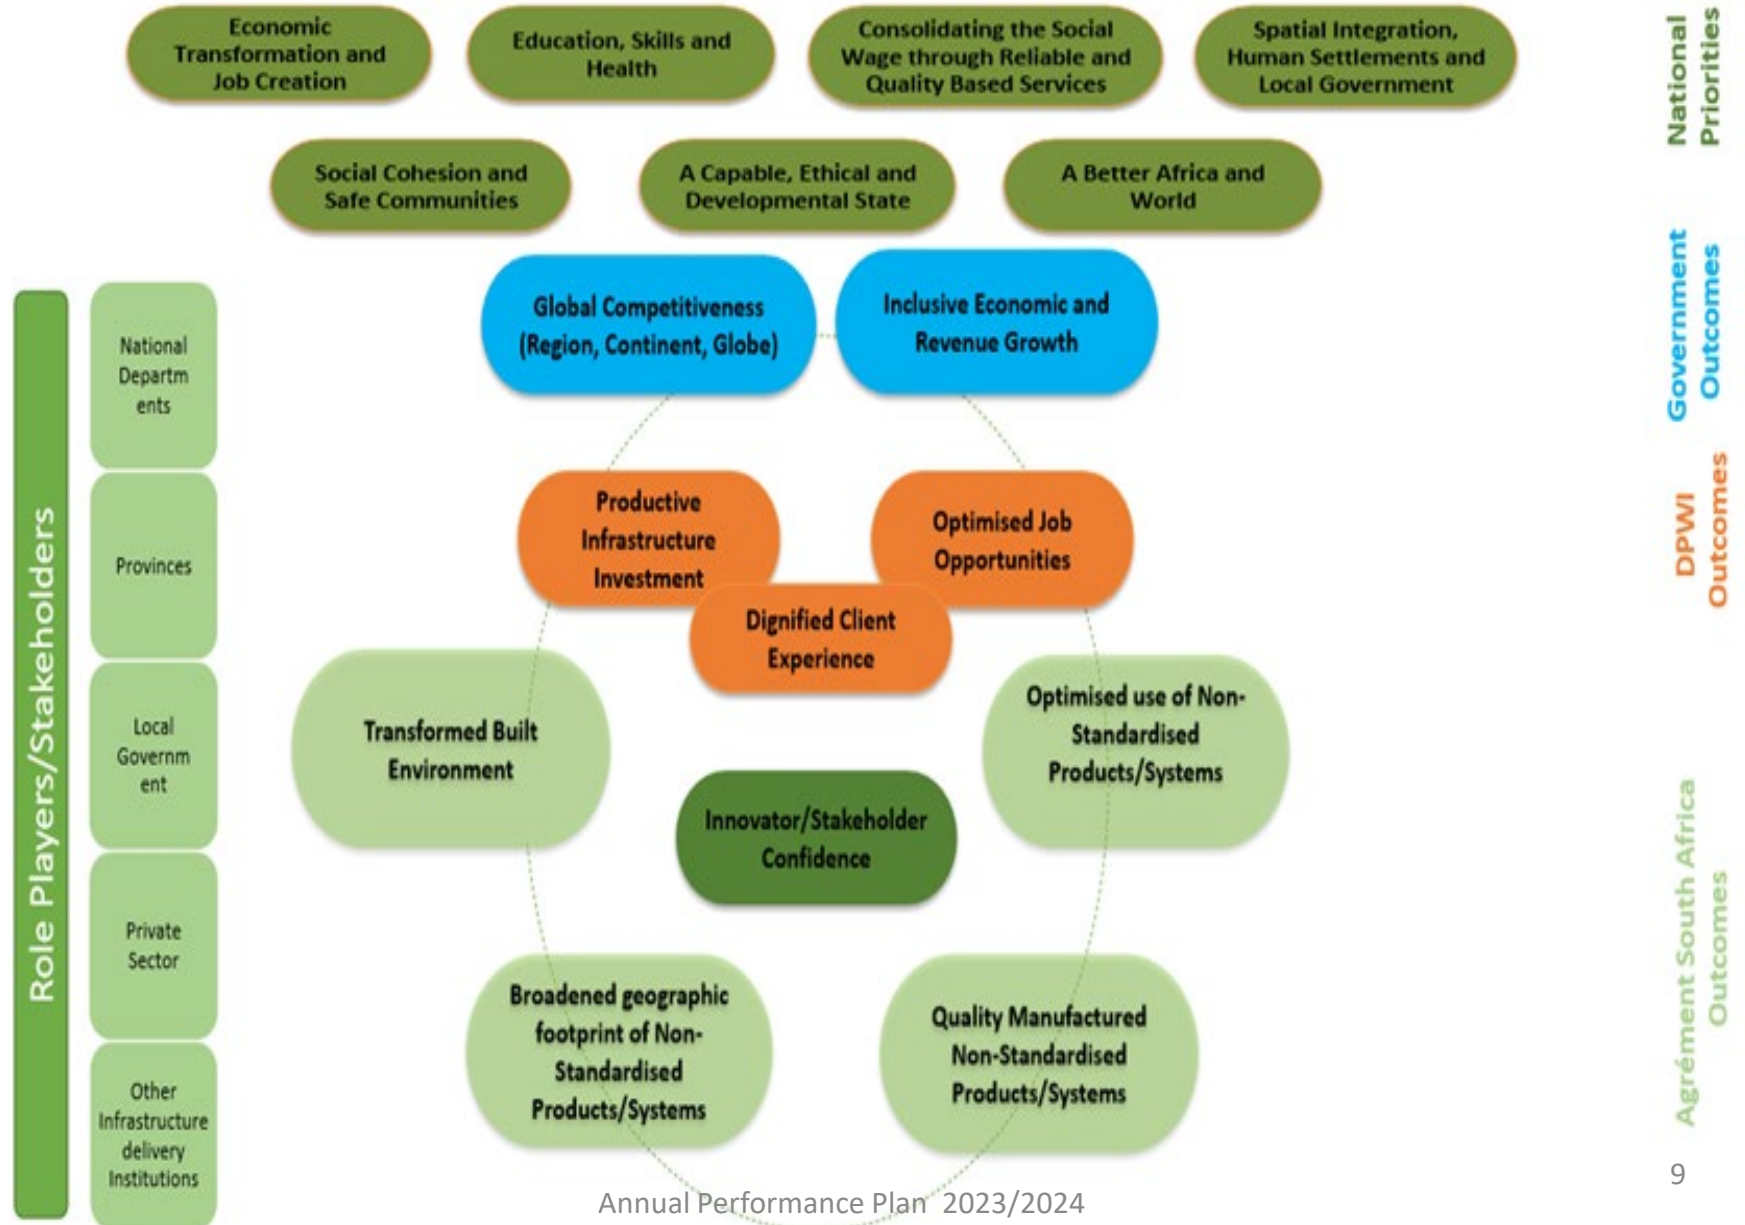 Economic
Transformation and
Job Creation
Education, Skills and
Health
Consolidating the Social
Wage through Reliable and
Quality Based Services
Spatial Integration,
Human Settlements and
Local Government
National
Priorities
Social Cohesion and
Safe Communities
A Capable, Ethical and
Developmental State
A Better Africa and
World
Global Competitiveness
(Region, Continent, Globe)
Inclusive Economic and
Revenue Growth
Government
Outcomes
Role Players/Stakeholders
National
Departm
ents
Provinces
Local
Governm
ent
Private
Sector
Other
Infrastructure
delivery
Institutions
Productive
Infrastructure
Investment
Optimised Job
Opportunities
Dignified Client
Experience
DPWI
Outcomes
Transformed Built
Environment
Optimised use of Non-
Standardised
Products/Systems
Innovator/Stakeholder
Confidence
Broadened geographic
footprint of Non-
Standardised
Products/Systems
Quality Manufactured
Non-Standardised
Products/Systems
Agrément South Africa
Outcomes
Annual Performance Plan 2023/2024
9